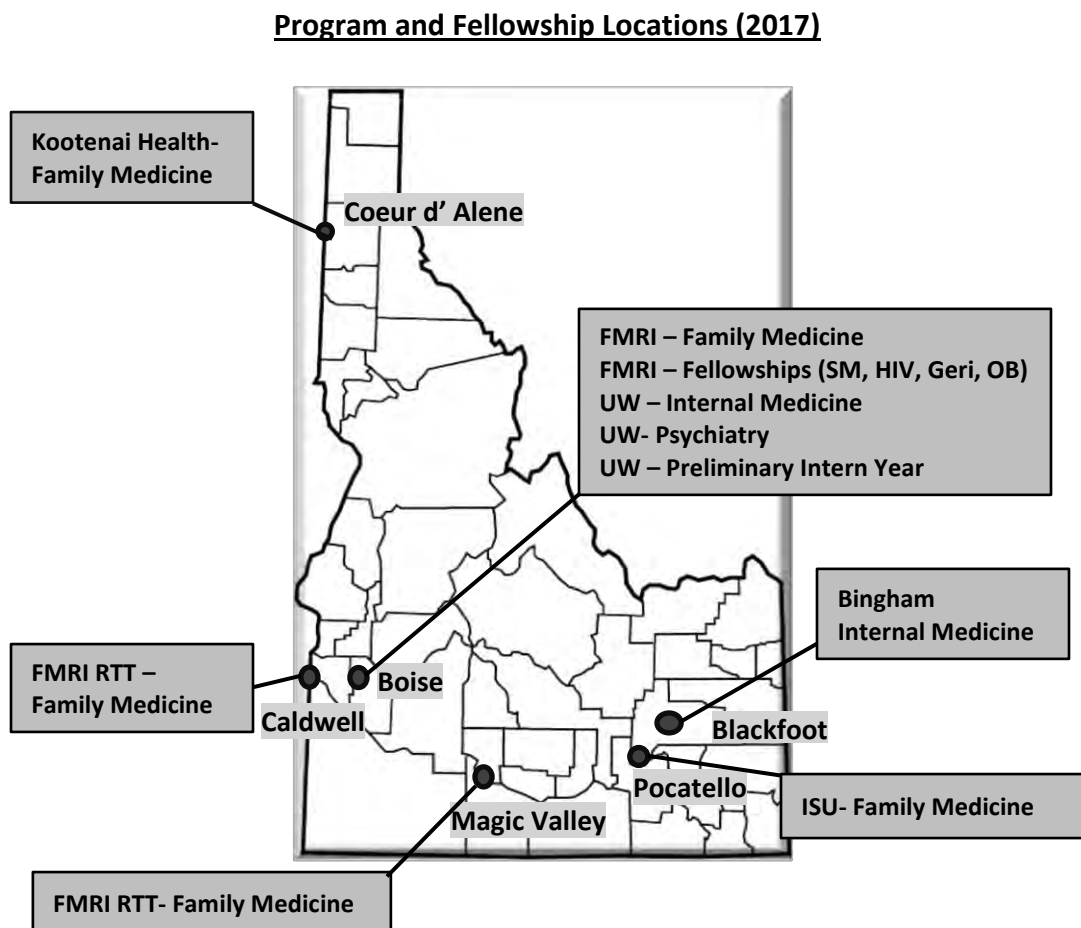 Program and Fellowship Locations (2017)
Kootenai Health-
Family Medicine
Coeur d’ Alene
FMRI – Family Medicine
FMRI – Fellowships (SM, HIV, Geri, OB)
UW – Internal Medicine
UW- Psychiatry
UW – Preliminary Intern Year
Bingham
Internal Medicine
FMRI RTT –
Family Medicine
Boise
Caldwell
Blackfoot
Pocatello
ISU- Family Medicine
Magic Valley
FMRI RTT- Family Medicine